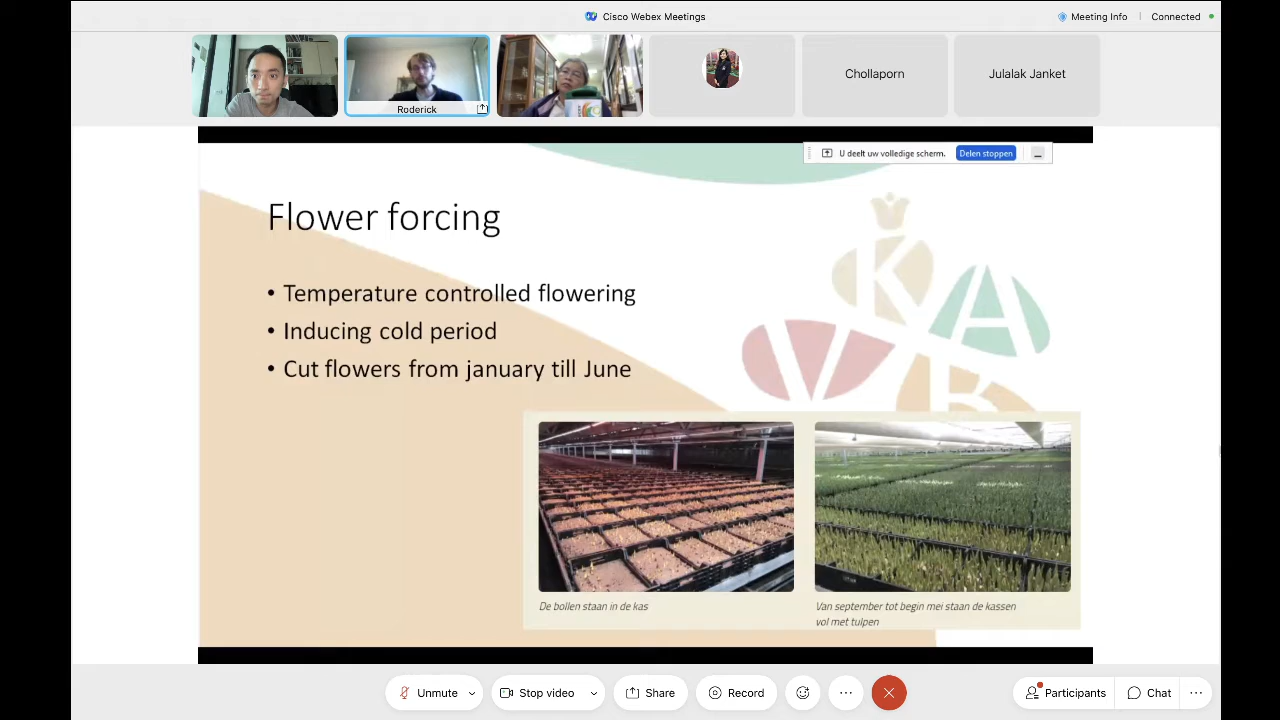 Cisco Webex Meetings
Meeting Info
Connected
Roderick
Chollaporn
Julalak Janket
U deelt uw volledige scherm.
Delen stoppen
Flower forcing
• Temperature controlled flowering
• Inducing cold period
• Cut flowers from january till June
K
V
A
B
De bollen staan in de kas
Van september tot begin mei staan de kassen
vol met tulpen
Unmute
Stop video
Share
Record
Participants
Chat